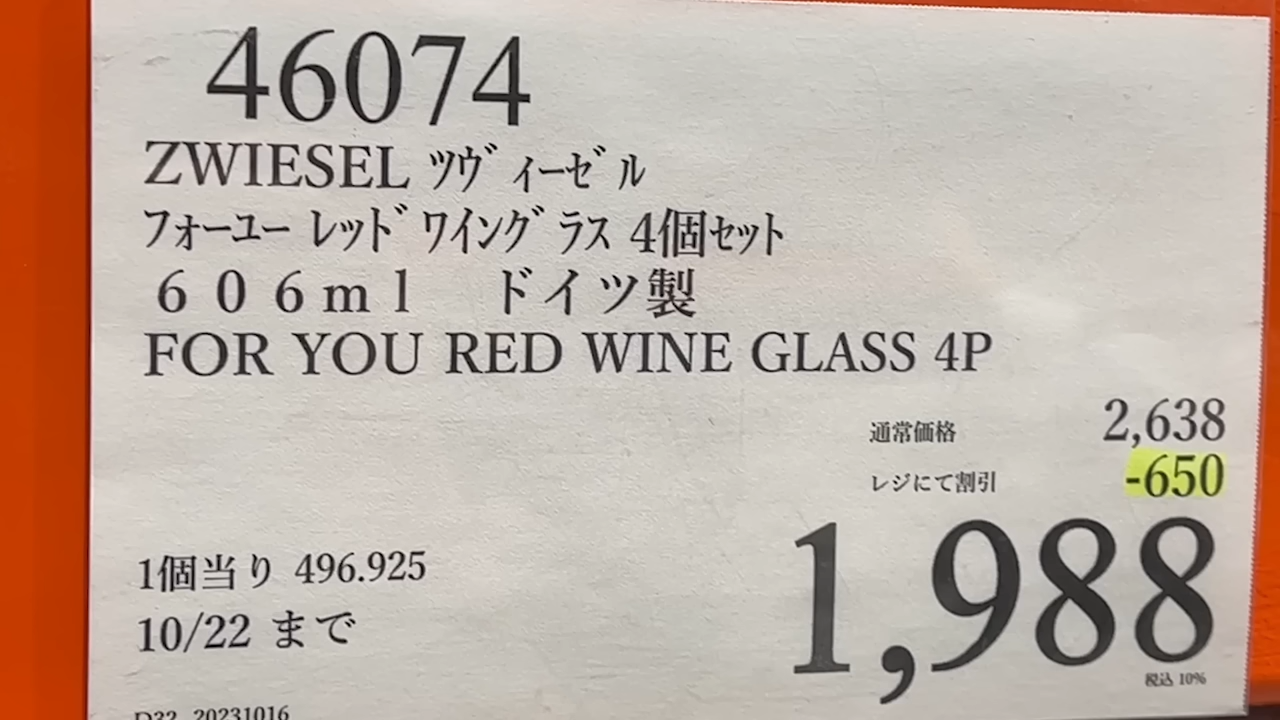 46074
ZWIESEL ﾂｳﾞｨｰｾﾞﾙ
ﾌｫｰﾕｰ ﾚｯﾄﾞﾜｲﾝｸﾞﾗｽ 4個ｾｯﾄ
６０６ｍｌ　ドイツ製
FOR YOU RED WINE GLASS 4P
通常価格 2,638
レジにて割引 -650
1,988
税込 10%
1個当り 496.925
10/22 まで
D32 20231016